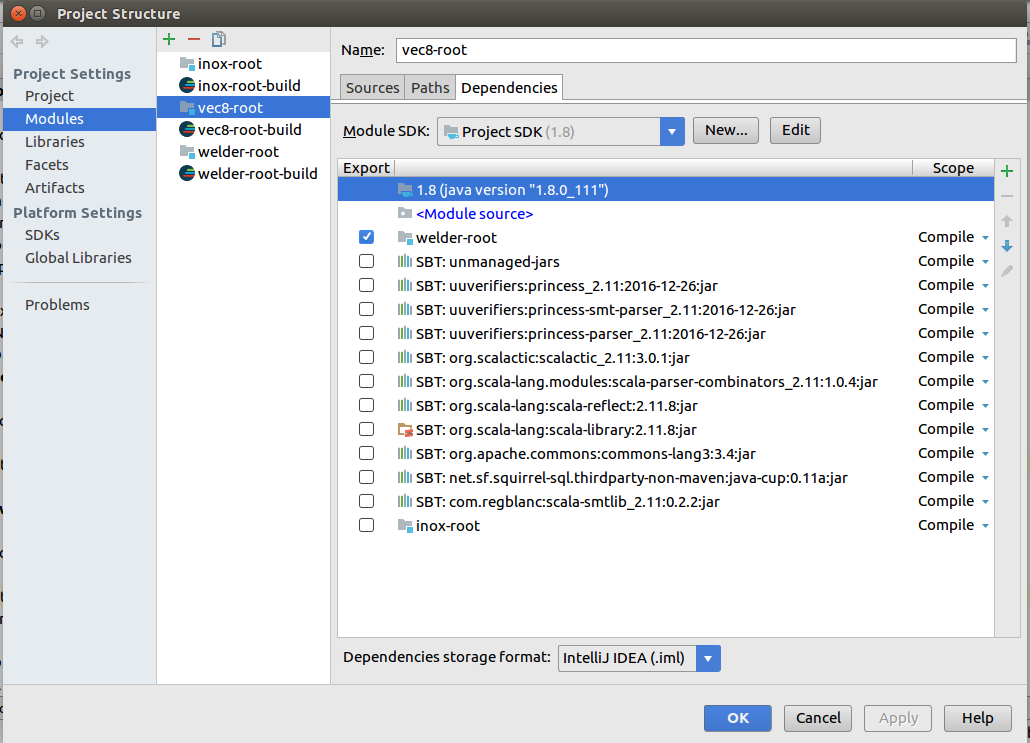 Project Structure
Project Settings
Project
Modules
Libraries
Facets
Artifacts
Platform Settings
SDKs
Global Libraries
Problems
inox-root
inox-root-build
vec8-root
vec8-root-build
welder-root
welder-root-build
Name: vec8-root
Sources Paths Dependencies
Module SDK: Project SDK (1.8) New... Edit
Export Scope
1.8 (java version "1.8.0_111")
<Module source>
welder-root Compile
SBT: unmanaged-jars Compile
SBT: uuverifiers:princess_2.11:2016-12-26:jar Compile
SBT: uuverifiers:princess-smt-parser_2.11:2016-12-26:jar Compile
SBT: uuverifiers:princess-parser_2.11:2016-12-26:jar Compile
SBT: org.scalactic:scalactic_2.11:3.0.1:jar Compile
SBT: org.scala-lang.modules:scala-parser-combinators_2.11:1.0.4:jar Compile
SBT: org.scala-lang:scala-reflect:2.11.8:jar Compile
SBT: org.scala-lang:scala-library:2.11.8:jar Compile
SBT: org.apache.commons:commons-lang3:3.4:jar Compile
SBT: net.sf.squirrel-sql.thirdparty-non-maven:java-cup:0.11a:jar Compile
SBT: com.regblanc:scala-smtlib_2.11:0.2.2:jar Compile
inox-root Compile
Dependencies storage format: IntelliJ IDEA (.iml)
OK Cancel Apply Help